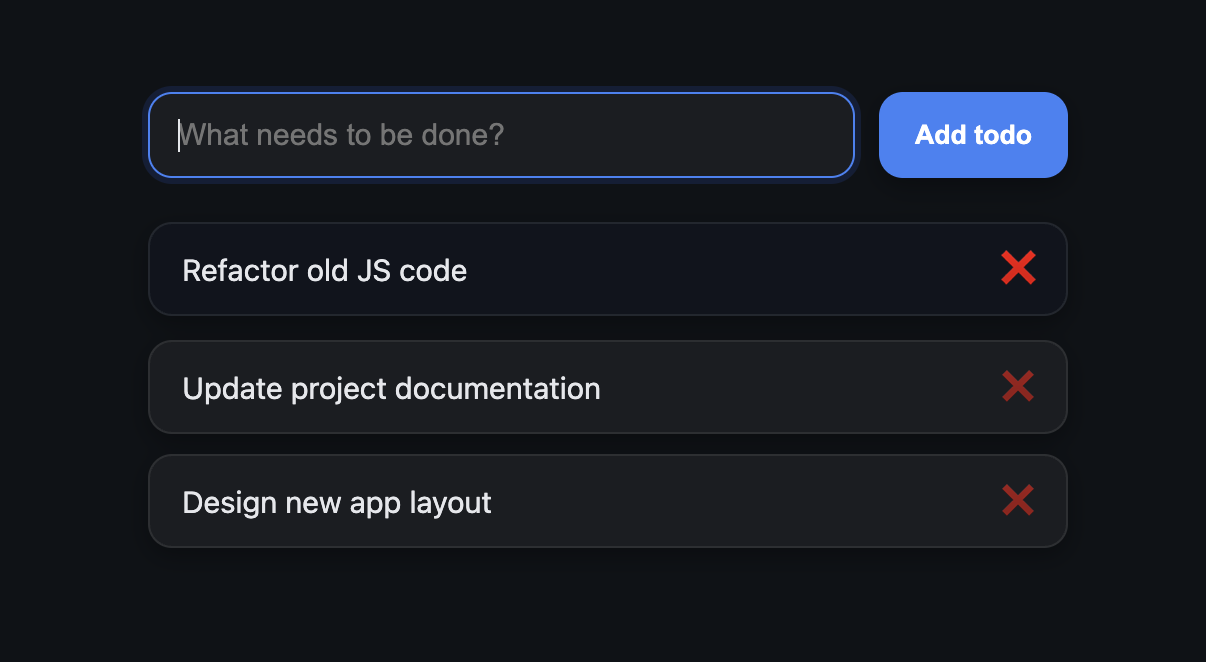 What needs to be done?
Add todo
Refactor old JS code
Update project documentation
Design new app layout